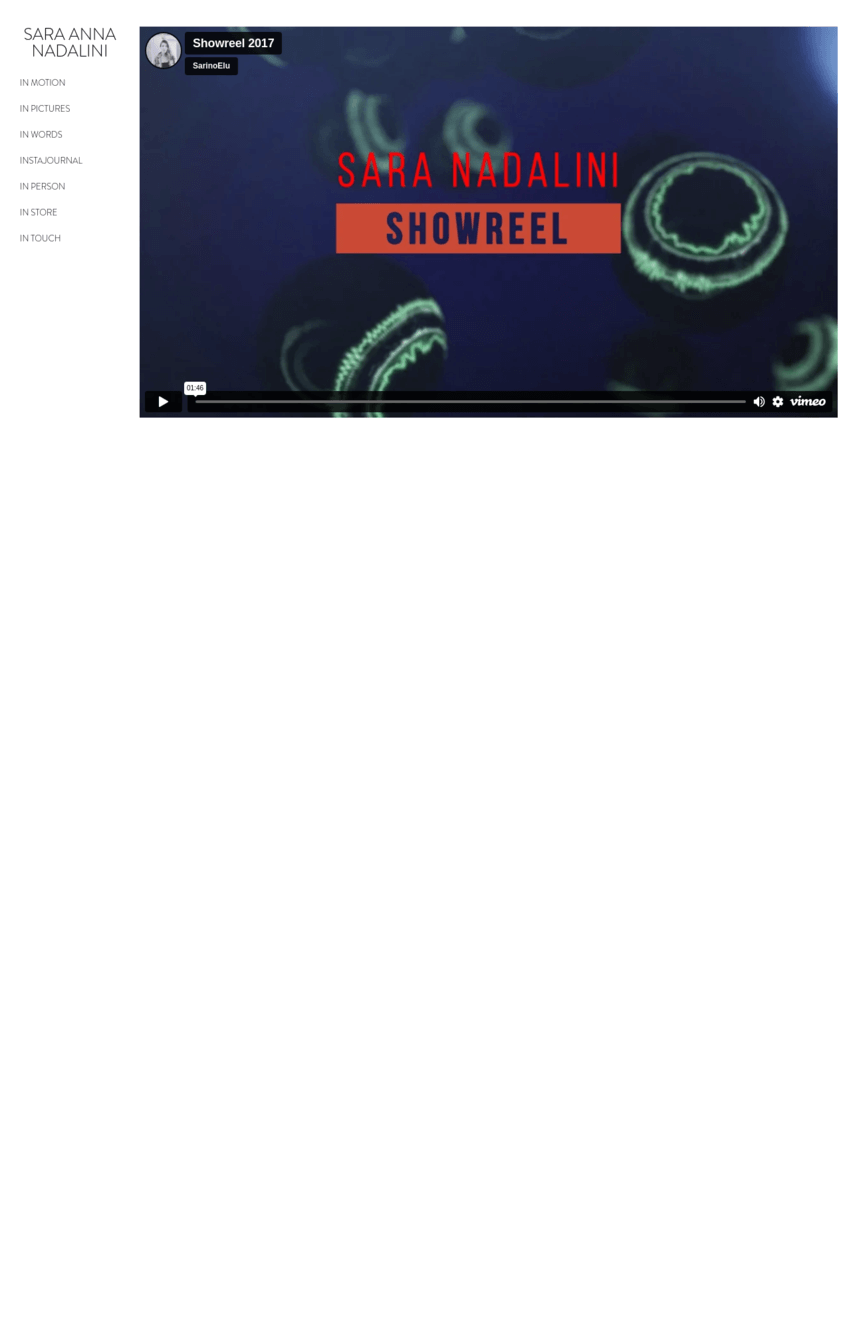 SARA ANNA
NADALINI
IN MOTION
IN PICTURES
IN WORDS
INSTAJOURNAL
IN PERSON
IN STORE
IN TOUCH
Showreel 2017
SarinoElu
SARA NADALINI
SHOWREEL
01:46
vimeo